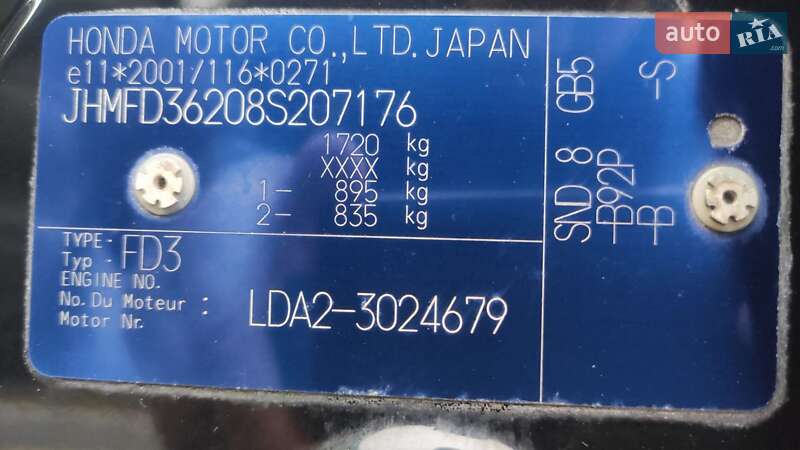 HONDA MOTOR CO.,LTD.JAPAN
e11*2001/116*0271
JHMFD36208S207176
1720 kg
XXXX kg
1- 895 kg
2- 835 kg
TYPE-
Typ - FD3
ENGINE NO.
No. Du Moteur :
Motor Nr.
LDA2-3024679
SND 8 GB5
-B92P -S
-B
auto RIA .com